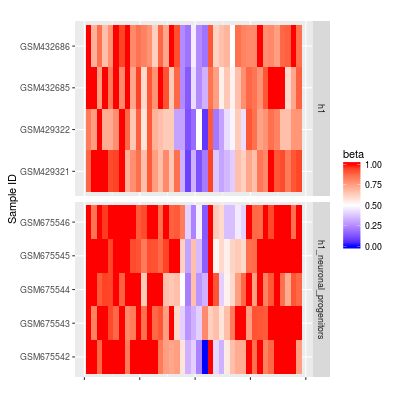 GSM432686
GSM432685
GSM429322
GSM429321
h1
GSM675546
GSM675545
GSM675544
GSM675543
GSM675542
h1_neuronal_progenitors
Sample ID
beta
1.00
0.75
0.50
0.25
0.00